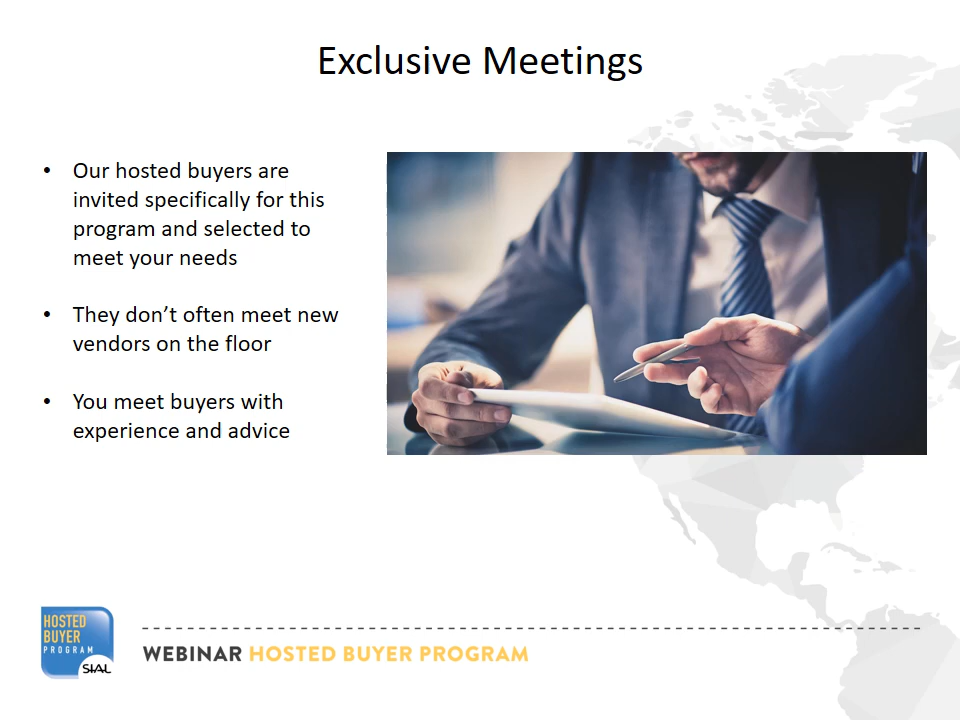 Exclusive Meetings
• Our hosted buyers are
invited specifically for this
program and selected to
meet your needs
• They don’t often meet new
vendors on the floor
• You meet buyers with
experience and advice
HOSTED
BUYER
PROGRAM
SIAL
WEBINAR HOSTED BUYER PROGRAM